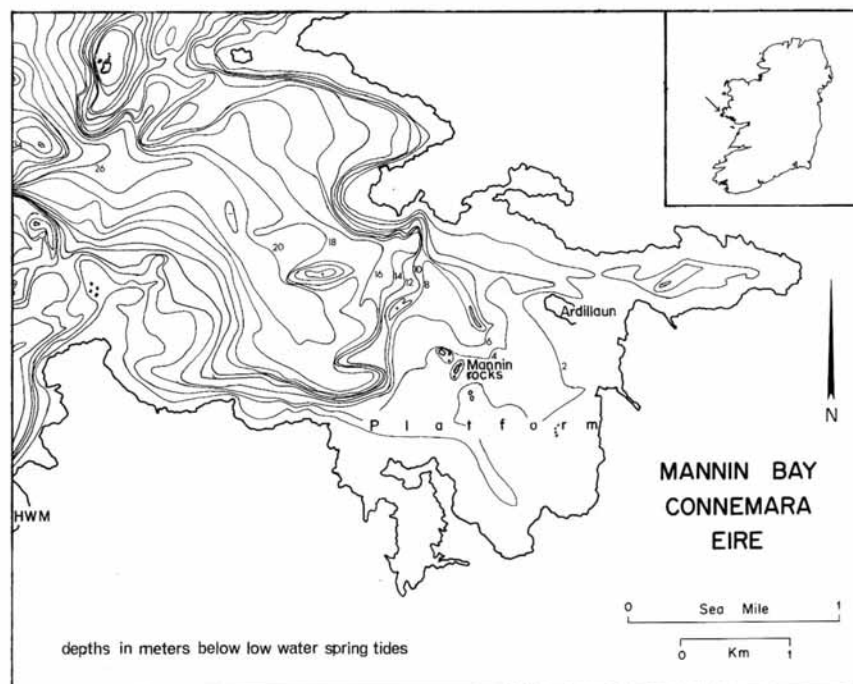 26
20
18
16
14
12
10
8
Ardillaun
6
4
2
Mannin
rocks
Platform
N
MANNIN BAY
CONNEMARA
EIRE
HWM
0 Sea Mile 1
0 Km 1
depths in meters below low water spring tides